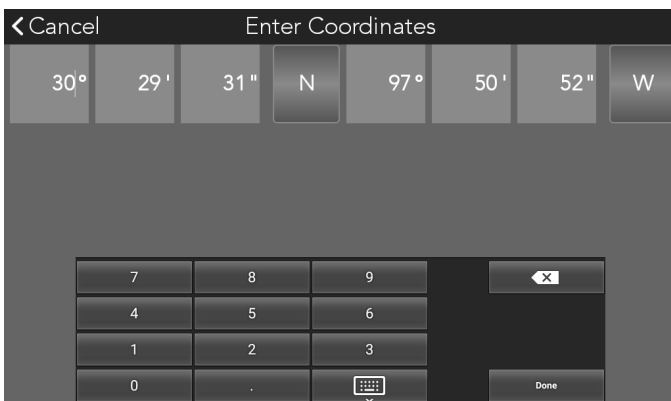 Cancel Enter Coordinates
30° 29' 31" N 97° 50' 52" W
7 8 9
4 5 6
1 2 3
0 . Done